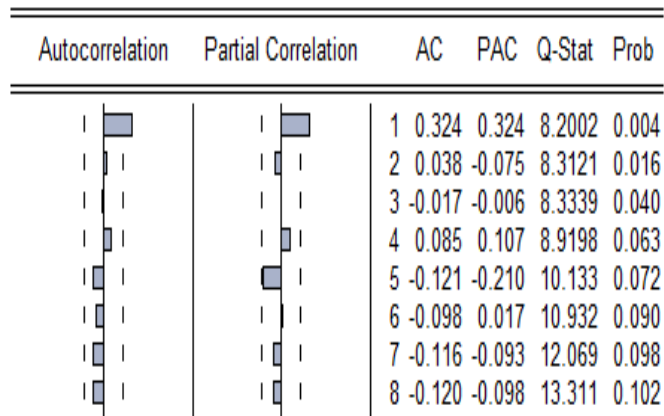 Autocorrelation Partial Correlation AC PAC Q-Stat Prob
1 0.324 0.324 8.2002 0.004
2 0.038 -0.075 8.3121 0.016
3 -0.017 -0.006 8.3339 0.040
4 0.085 0.107 8.9198 0.063
5 -0.121 -0.210 10.133 0.072
6 -0.098 0.017 10.932 0.090
7 -0.116 -0.093 12.069 0.098
8 -0.120 -0.098 13.311 0.102